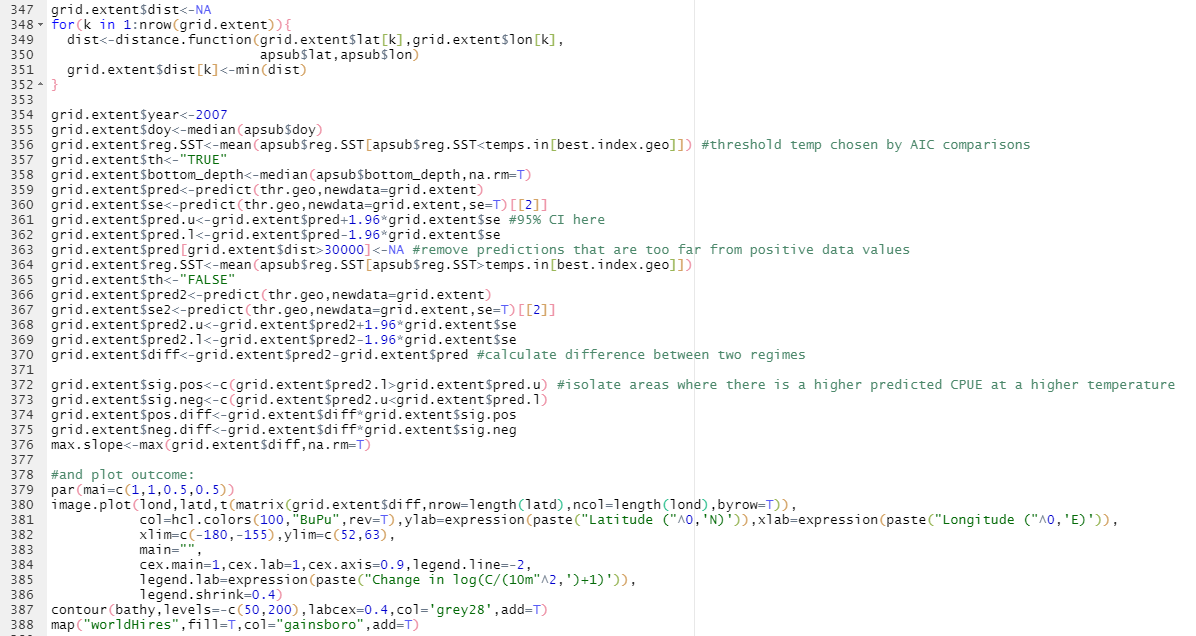 347 grid.extent$dist<-NA
348 for(k in 1:nrow(grid.extent)){
349   dist<-distance.function(grid.extent$lat[k],grid.extent$lon[k],
350                           apsub$lat,apsub$lon)
351   grid.extent$dist[k]<-min(dist)
352 }
353
354 grid.extent$year<-2007
355 grid.extent$doy<-median(apsub$doy)
356 grid.extent$reg.SST<-mean(apsub$reg.SST[apsub$reg.SST<temps.in[best.index.geo]]) #threshold temp chosen by AIC comparisons
357 grid.extent$th<-"TRUE"
358 grid.extent$bottom_depth<-median(apsub$bottom_depth,na.rm=T)
359 grid.extent$pred<-predict(thr.geo,newdata=grid.extent)
360 grid.extent$se<-predict(thr.geo,newdata=grid.extent,se=T)[[2]]
361 grid.extent$pred.u<-grid.extent$pred+1.96*grid.extent$se #95% CI here
362 grid.extent$pred.l<-grid.extent$pred-1.96*grid.extent$se
363 grid.extent$pred[grid.extent$dist>30000]<-NA #remove predictions that are too far from positive data values
364 grid.extent$reg.SST<-mean(apsub$reg.SST[apsub$reg.SST>temps.in[best.index.geo]])
365 grid.extent$th<-"FALSE"
366 grid.extent$pred2<-predict(thr.geo,newdata=grid.extent)
367 grid.extent$se2<-predict(thr.geo,newdata=grid.extent,se=T)[[2]]
368 grid.extent$pred2.u<-grid.extent$pred2+1.96*grid.extent$se
369 grid.extent$pred2.l<-grid.extent$pred2-1.96*grid.extent$se
370 grid.extent$diff<-grid.extent$pred2-grid.extent$pred #calculate difference between two regimes
371
372 grid.extent$sig.pos<-c(grid.extent$pred2.l>grid.extent$pred.u) #isolate areas where there is a higher predicted CPUE at a higher temperature
373 grid.extent$sig.neg<-c(grid.extent$pred2.u<grid.extent$pred.l)
374 grid.extent$pos.diff<-grid.extent$diff*grid.extent$sig.pos
375 grid.extent$neg.diff<-grid.extent$diff*grid.extent$sig.neg
376 max.slope<-max(grid.extent$diff,na.rm=T)
377
378 #and plot outcome:
379 par(mai=c(1,1,0.5,0.5))
380 image.plot(lond,latd,t(matrix(grid.extent$diff,nrow=length(latd),ncol=length(lond),byrow=T)),
381            col=hcl.colors(100,"BuPu",rev=T),ylab=expression(paste("Latitude ("^0,'N)')),xlab=expression(paste("Longitude ("^0,'E)')),
382            xlim=c(-180,-155),ylim=c(52,63),
383            main="",
384            cex.main=1,cex.lab=1,cex.axis=0.9,legend.line=-2,
385            legend.lab=expression(paste("Change in log(C/(10m"^2,')+1)')),
386            legend.shrink=0.4)
387 contour(bathy,levels=-c(50,200),labcex=0.4,col='grey28',add=T)
388 map("worldHires",fill=T,col="gainsboro",add=T)